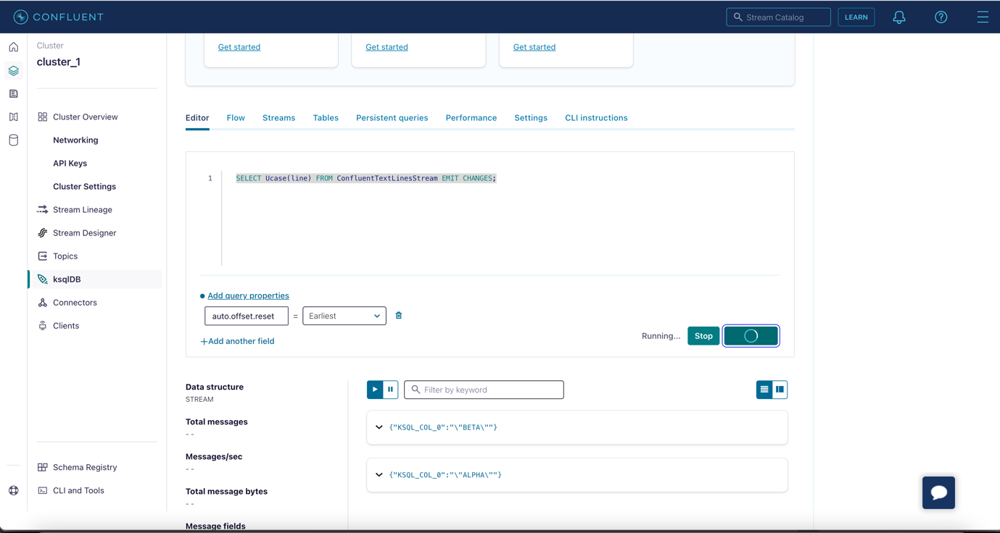 CONFLUENT
Stream Catalog
LEARN
Cluster
cluster_1
Cluster Overview
Networking
API Keys
Cluster Settings
Stream Lineage
Stream Designer
Topics
ksqlDB
Connectors
Clients
Schema Registry
CLI and Tools
Get started Get started Get started
Editor Flow Streams Tables Persistent queries Performance Settings CLI instructions
1 SELECT Ucase(line) FROM ConfluentTextLinesStream EMIT CHANGES;
Add query properties
auto.offset.reset = Earliest
+Add another field
Running... Stop
Data structure
STREAM
Total messages
--
Messages/sec
--
Total message bytes
--
Message fields
Filter by keyword
{"KSQL_COL_0":"\"BETA\""}
{"KSQL_COL_0":"\"ALPHA\""}